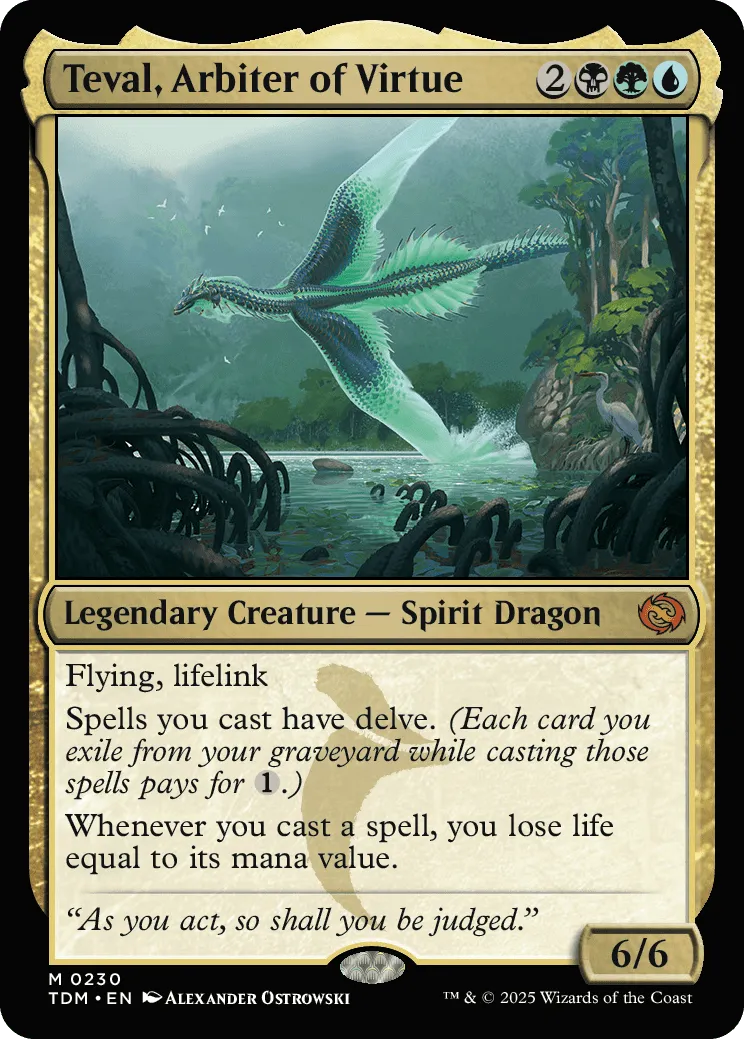 Teval, Arbiter of Virtue 2
Legendary Creature — Spirit Dragon
Flying, lifelink
Spells you cast have delve. (Each card you
exile from your graveyard while casting those
spells pays for 1.)
Whenever you cast a spell, you lose life
equal to its mana value.
“As you act, so shall you be judged.”
6/6
M 0230
TDM • EN Alexander Ostrowski
™ & © 2025 Wizards of the Coast